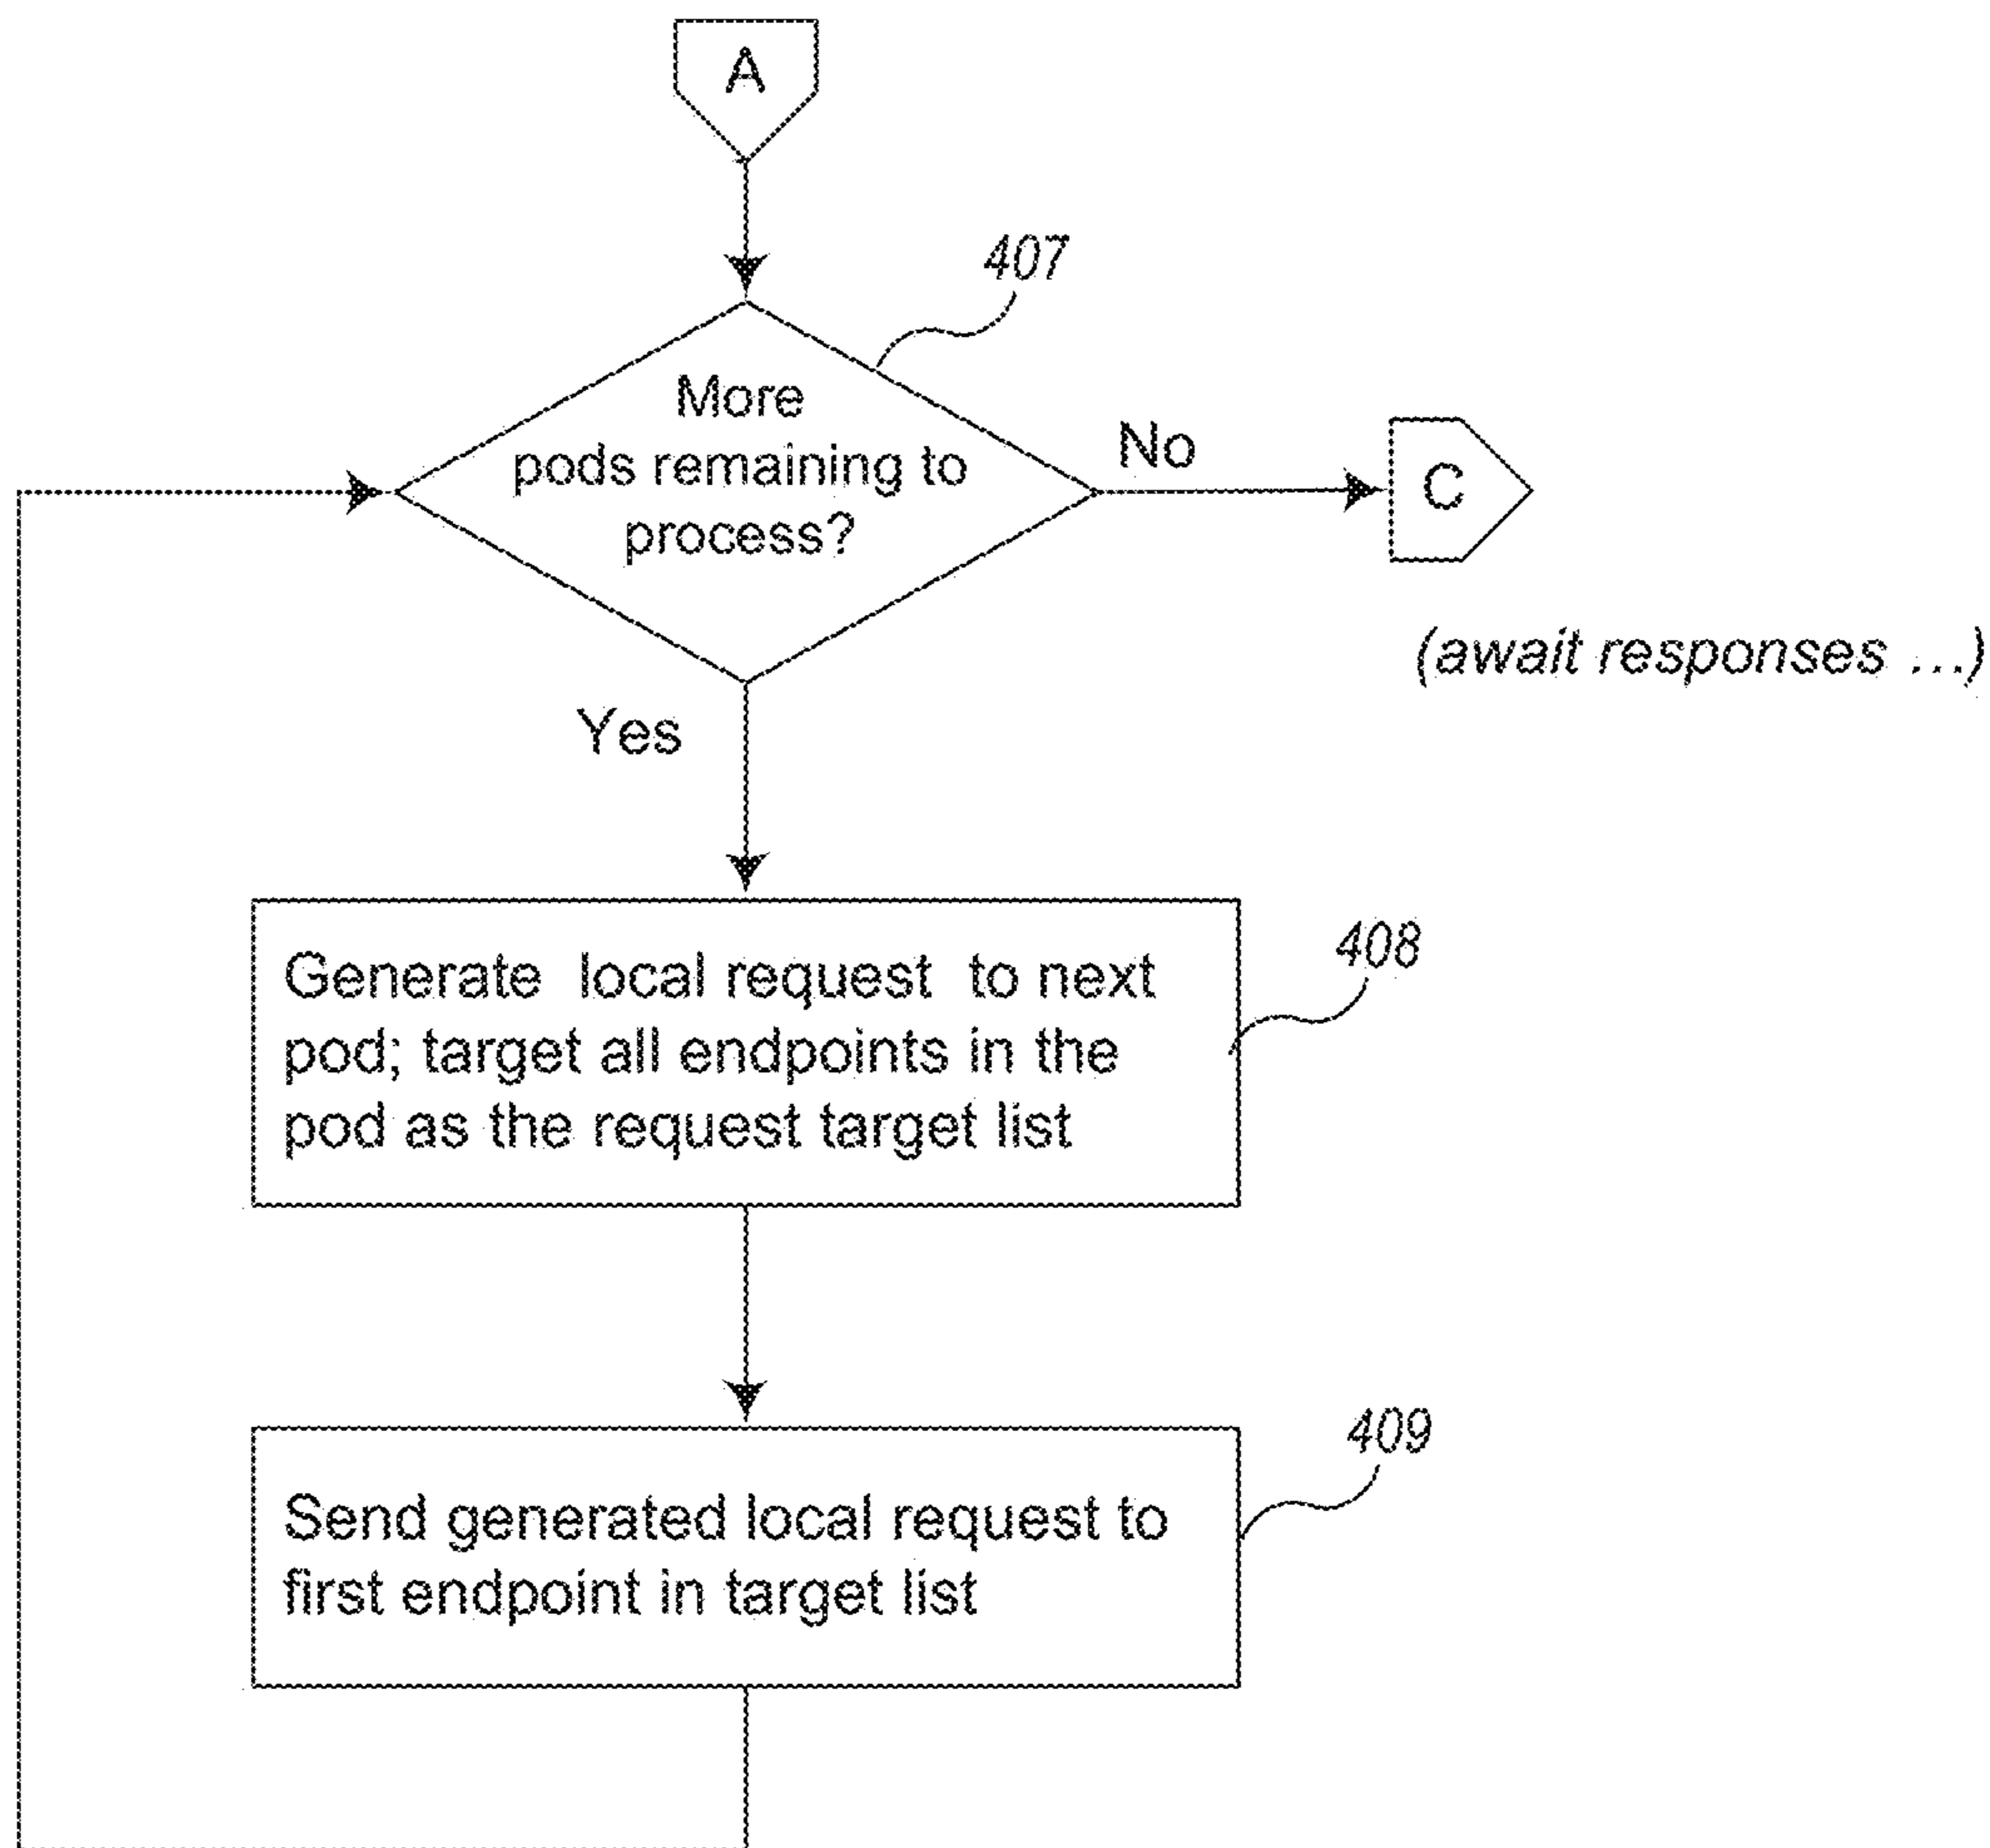 A
407
More
pods remaining to
process?
No
C
(await responses ...)
Yes
Generate local request to next
pod; target all endpoints in the
pod as the request target list
408
Send generated local request to
first endpoint in target list
409